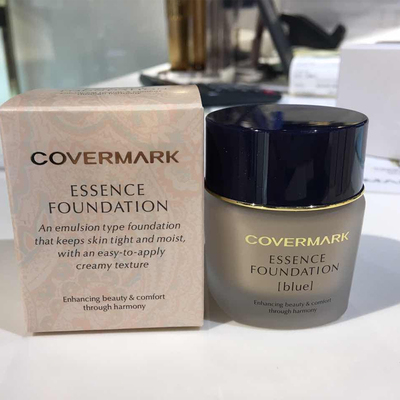 COVERMARK
ESSENCE
FOUNDATION
An emulsion type foundation
that keeps skin tight and moist,
with an easy-to-apply
creamy texture
Enhancing beauty & comfort
through harmony
COVERMARK
ESSENCE
FOUNDATION
[blue]
Enhancing beauty & comfort
through harmony